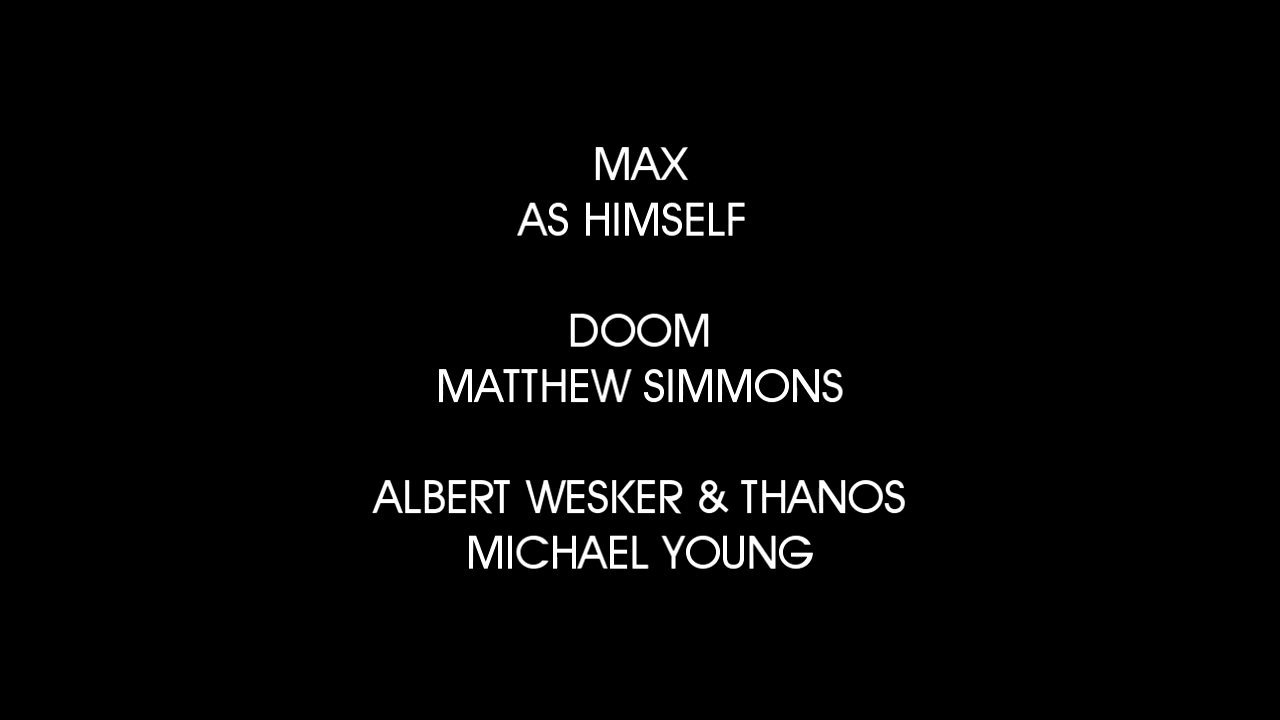 MAX
AS HIMSELF
DOOM
MATTHEW SIMMONS
ALBERT WESKER & THANOS
MICHAEL YOUNG